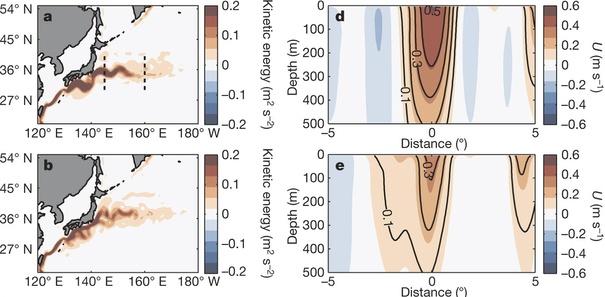 a
54° N
45° N
36° N
27° N
120° E 140° E 160° E 180° W
0.2
0.1
0
−0.1
−0.2
Kinetic energy (m² s⁻²)
d
0
100
200
300
400
500
Depth (m)
0.5
0.3
0.1
−5 0 5
Distance (°)
0.6
0.4
0.2
0
−0.2
−0.4
−0.6
U (m s⁻¹)
b
54° N
45° N
36° N
27° N
120° E 140° E 160° E 180° W
0.2
0.1
0
−0.1
−0.2
Kinetic energy (m² s⁻²)
e
0
100
200
300
400
500
Depth (m)
0.3
0.1
−5 0 5
Distance (°)
0.6
0.4
0.2
0
−0.2
−0.4
−0.6
U (m s⁻¹)